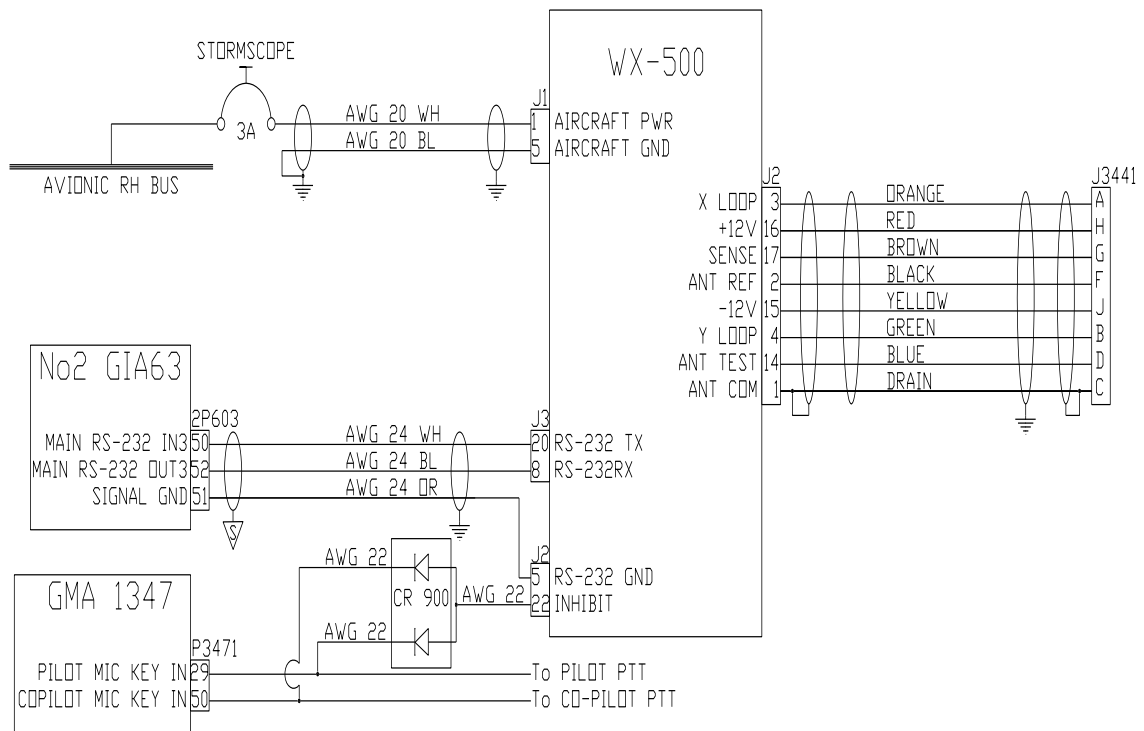 STORMSCOPE
3A
AVIONIC RH BUS
AWG 20 WH
AWG 20 BL
WX-500
J1
1 AIRCRAFT PWR
5 AIRCRAFT GND
J2
X LOOP 3
+12V 16
SENSE 17
ANT REF 2
-12V 15
Y LOOP 4
ANT TEST 14
ANT COM 1
ORANGE
RED
BROWN
BLACK
YELLOW
GREEN
BLUE
DRAIN
J3441
A
H
G
F
J
B
D
C
No2 GIA63
2P603
MAIN RS-232 IN3 50
MAIN RS-232 OUT3 52
SIGNAL GND 51
S
AWG 24 WH
AWG 24 BL
AWG 24 OR
J3
20 RS-232 TX
8 RS-232RX
J2
5 RS-232 GND
22 INHIBIT
AWG 22
CR 900
AWG 22
AWG 22
GMA 1347
P3471
PILOT MIC KEY IN 29
COPILOT MIC KEY IN 50
To PILOT PTT
To CO-PILOT PTT